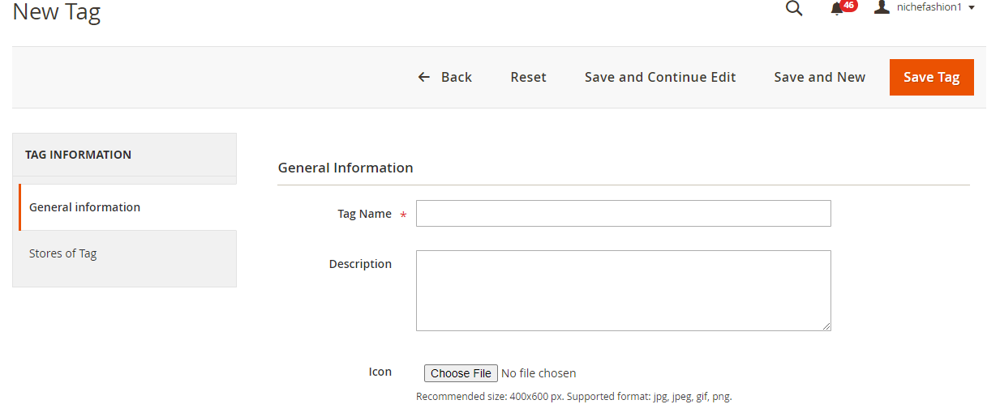 New Tag
46
nichefashion1
← Back
Reset
Save and Continue Edit
Save and New
Save Tag
TAG INFORMATION
General information
Stores of Tag
General Information
Tag Name *
Description
Icon
Choose File No file chosen
Recommended size: 400x600 px. Supported format: jpg, jpeg, gif, png.